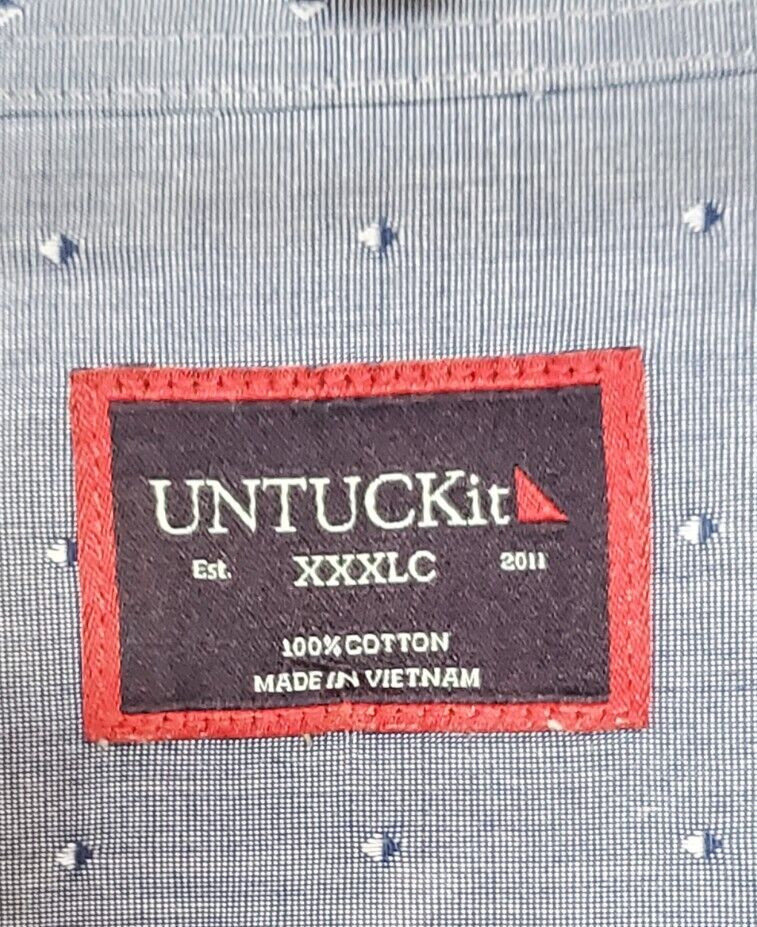 UNTUCKit
Est. XXXLC 2011
100% COTTON
MADE IN VIETNAM